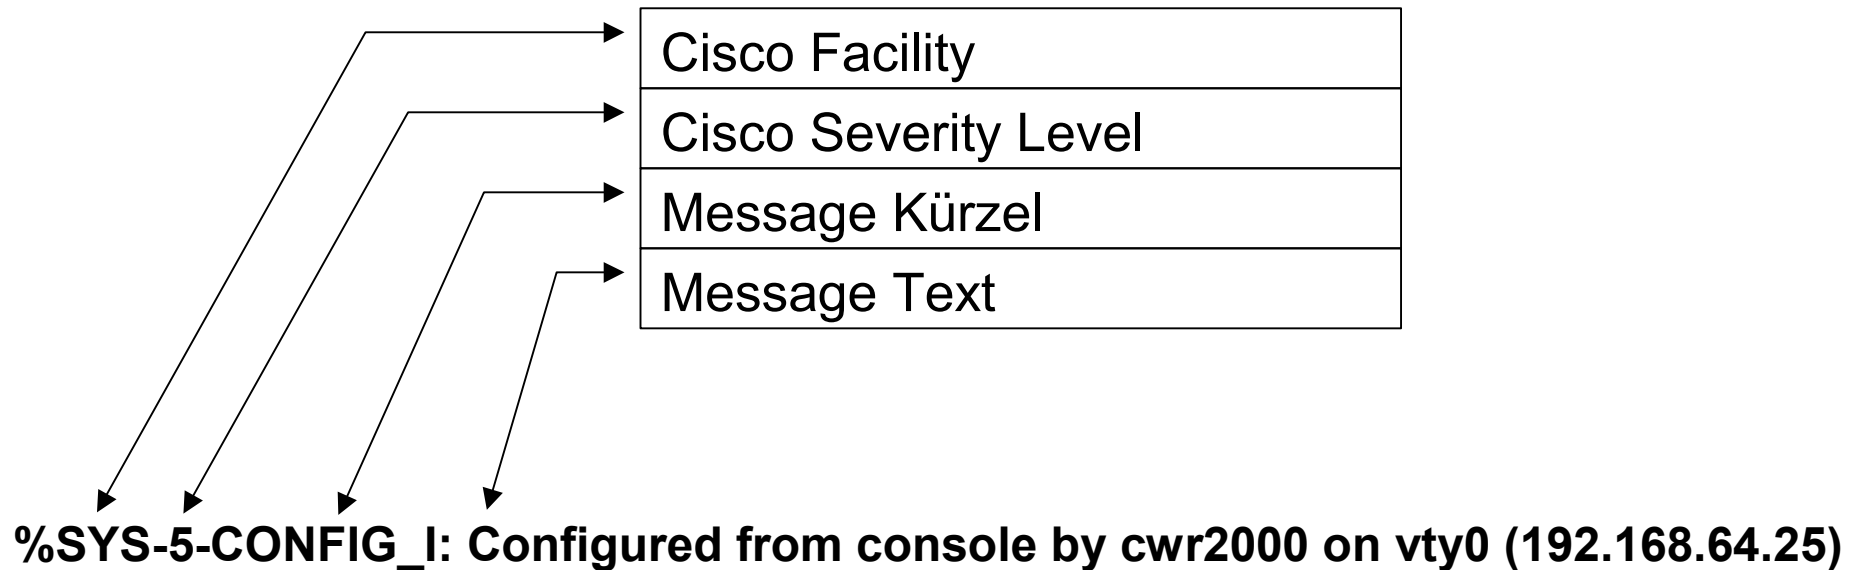 Cisco Facility
Cisco Severity Level
Message Kürzel
Message Text
%SYS-5-CONFIG_I: Configured from console by cwr2000 on vty0 (192.168.64.25)